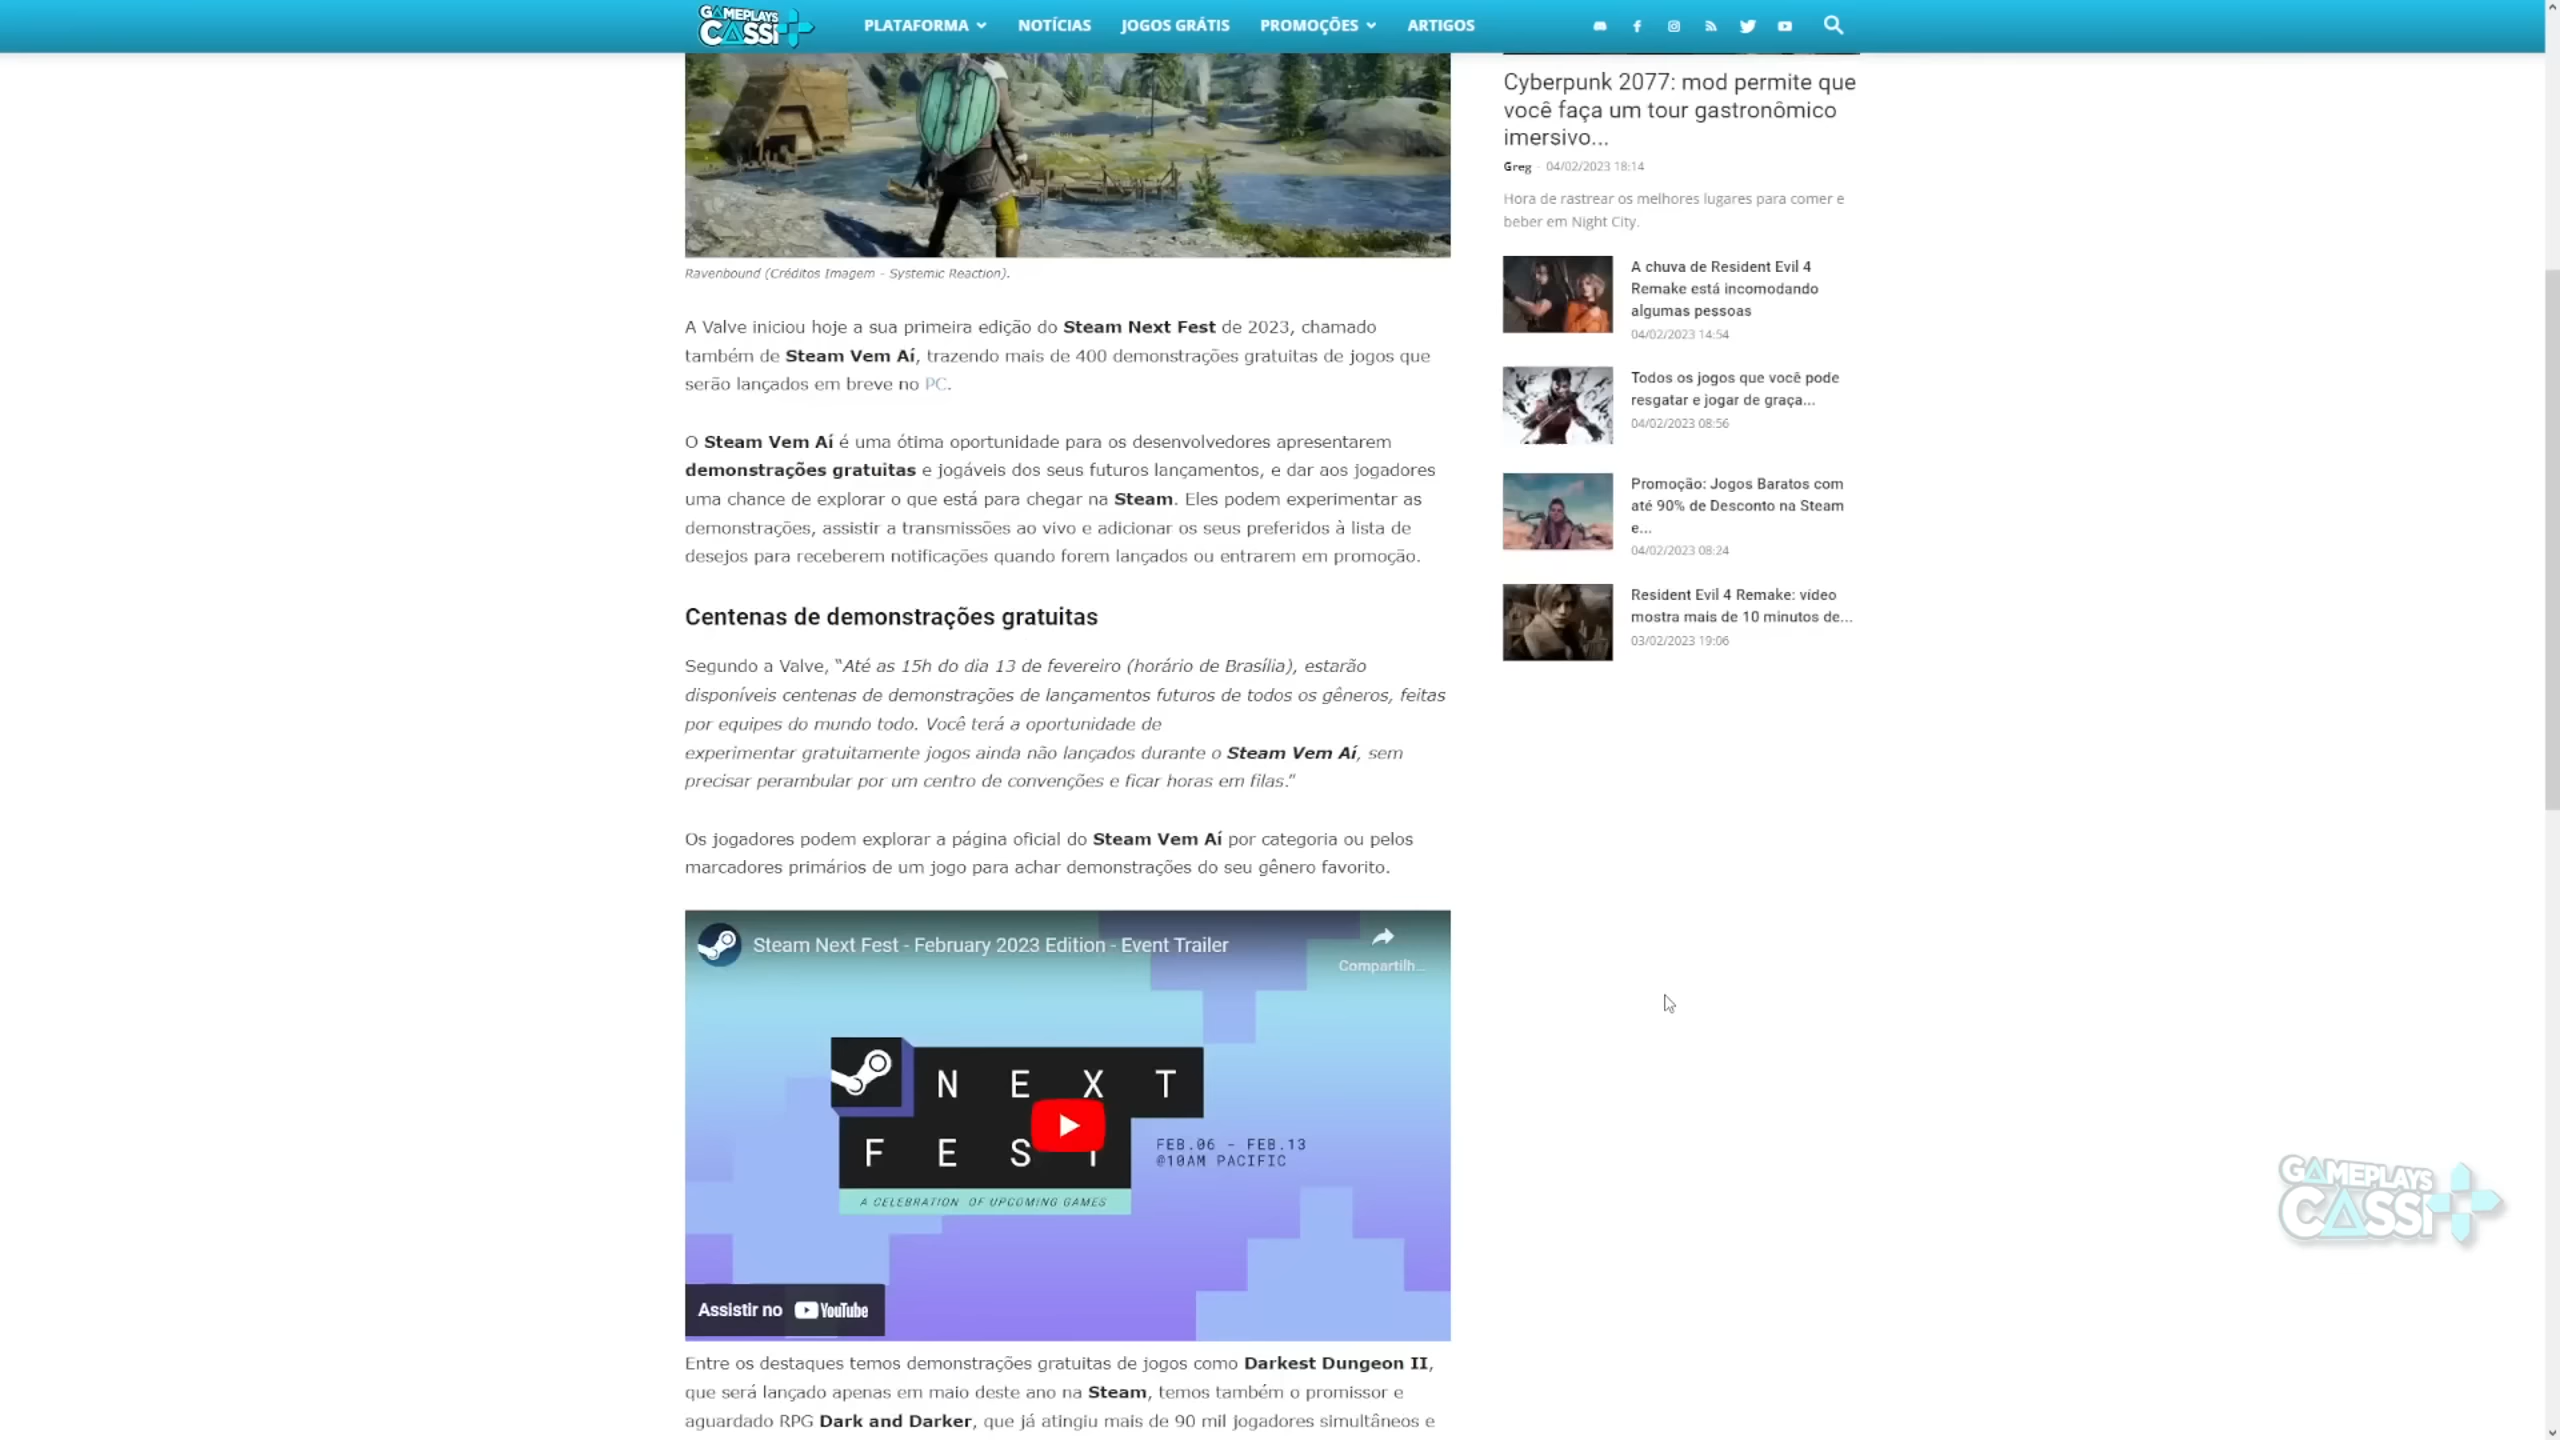 GAMEPLAYS
CASSI
PLATAFORMA
NOTÍCIAS
JOGOS GRÁTIS
PROMOÇÕES
ARTIGOS
Ravenbound (Créditos Imagem - Systemic Reaction).
A Valve iniciou hoje a sua primeira edição do Steam Next Fest de 2023, chamado
também de Steam Vem Aí, trazendo mais de 400 demonstrações gratuitas de jogos que
serão lançados em breve no PC.
O Steam Vem Aí é uma ótima oportunidade para os desenvolvedores apresentarem
demonstrações gratuitas e jogáveis dos seus futuros lançamentos, e dar aos jogadores
uma chance de explorar o que está para chegar na Steam. Eles podem experimentar as
demonstrações, assistir a transmissões ao vivo e adicionar os seus preferidos à lista de
desejos para receberem notificações quando forem lançados ou entrarem em promoção.
Centenas de demonstrações gratuitas
Segundo a Valve, “Até as 15h do dia 13 de fevereiro (horário de Brasília), estarão
disponíveis centenas de demonstrações de lançamentos futuros de todos os gêneros, feitas
por equipes do mundo todo. Você terá a oportunidade de
experimentar gratuitamente jogos ainda não lançados durante o Steam Vem Aí, sem
precisar perambular por um centro de convenções e ficar horas em filas.”
Os jogadores podem explorar a página oficial do Steam Vem Aí por categoria ou pelos
marcadores primários de um jogo para achar demonstrações do seu gênero favorito.
Steam Next Fest - February 2023 Edition - Event Trailer
Compartilh...
NEXT
FEST
FEB.06 - FEB.13
@10AM PACIFIC
A CELEBRATION OF UPCOMING GAMES
Assistir no YouTube
Entre os destaques temos demonstrações gratuitas de jogos como Darkest Dungeon II,
que será lançado apenas em maio deste ano na Steam, temos também o promissor e
aguardado RPG Dark and Darker, que já atingiu mais de 90 mil jogadores simultâneos e
Cyberpunk 2077: mod permite que
você faça um tour gastronômico
imersivo...
Greg - 04/02/2023 18:14
Hora de rastrear os melhores lugares para comer e
beber em Night City.
A chuva de Resident Evil 4
Remake está incomodando
algumas pessoas
04/02/2023 14:54
Todos os jogos que você pode
resgatar e jogar de graça...
04/02/2023 08:56
Promoção: Jogos Baratos com
até 90% de Desconto na Steam
e...
04/02/2023 08:24
Resident Evil 4 Remake: vídeo
mostra mais de 10 minutos de...
03/02/2023 19:06
GAMEPLAYS
CASSI